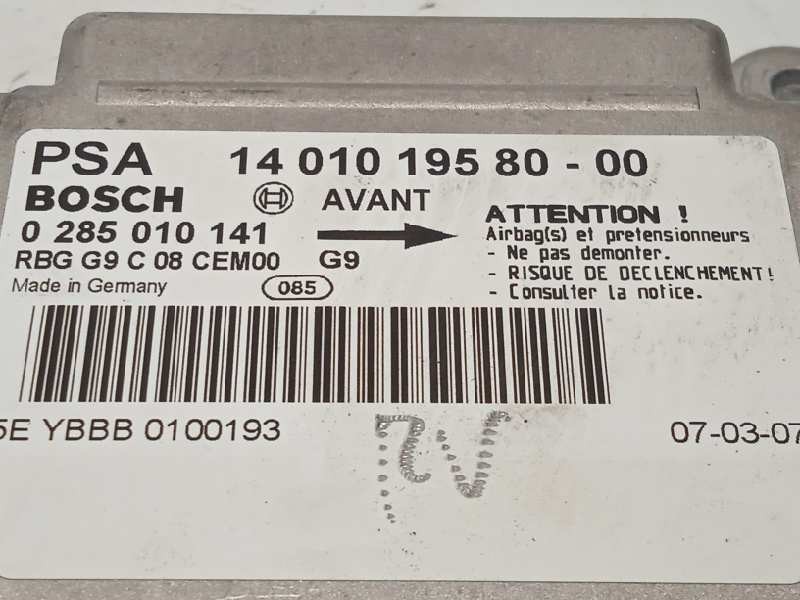 PSA 14 010 195 80 - 00
BOSCH AVANT
0 285 010 141
RBG G9 C 08 CEM00 G9
Made in Germany 085
ATTENTION !
Airbag(s) et pretensionneurs
- Ne pas demonter.
- RISQUE DE DECLENCHEMENT!
- Consulter la notice.
5E YBBB 0100193
07-03-07